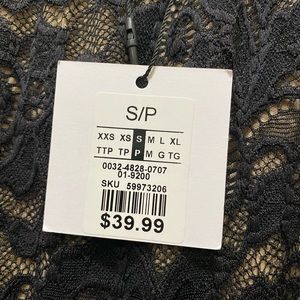 S/P
XXS XS S M L XL
TTP TP P M G TG
0032-4828-0707
01-9200
SKU 59973206
$39.99